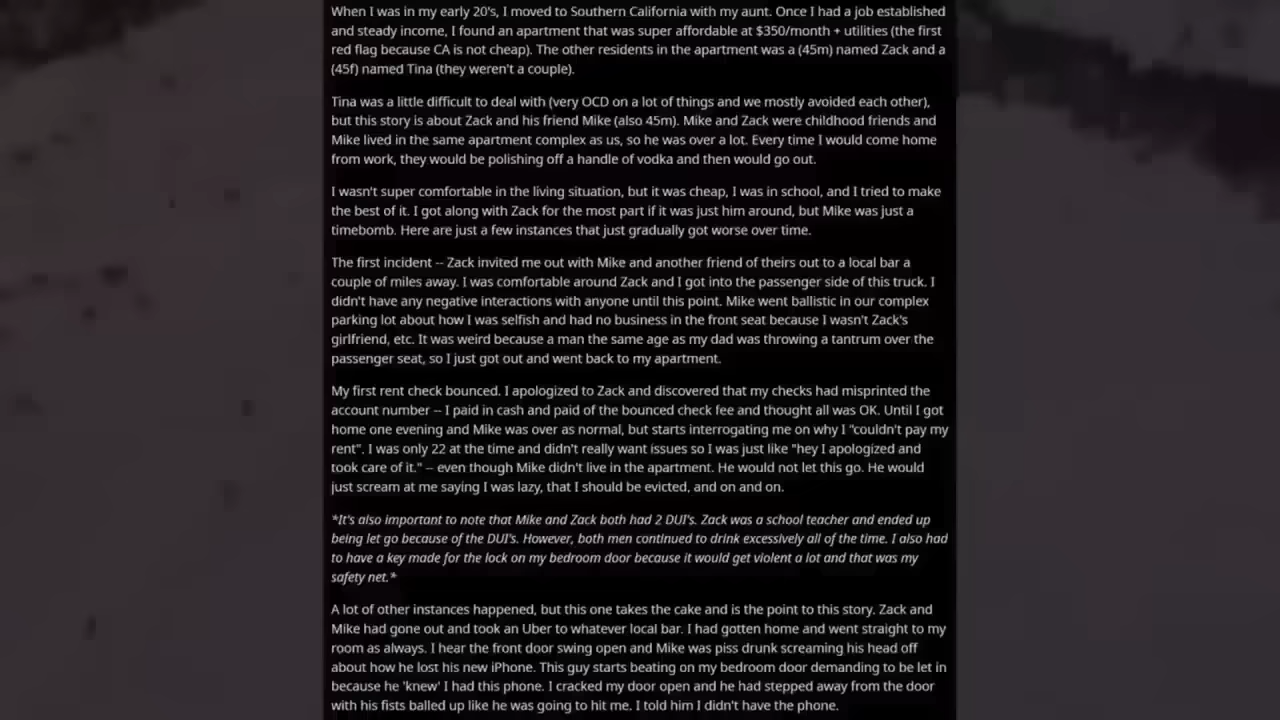 When I was in my early 20's, I moved to Southern California with my aunt. Once I had a job established
and steady income, I found an apartment that was super affordable at $350/month + utilities (the first
red flag because CA is not cheap). The other residents in the apartment was a (45m) named Zack and a
(45f) named Tina (they weren't a couple).
Tina was a little difficult to deal with (very OCD on a lot of things and we mostly avoided each other),
but this story is about Zack and his friend Mike (also 45m). Mike and Zack were childhood friends and
Mike lived in the same apartment complex as us, so he was over a lot. Every time I would come home
from work, they would be polishing off a handle of vodka and then would go out.
I wasn't super comfortable in the living situation, but it was cheap, I was in school, and I tried to make
the best of it. I got along with Zack for the most part if it was just him around, but Mike was just a
timebomb. Here are just a few instances that just gradually got worse over time.
The first incident -- Zack invited me out with Mike and another friend of theirs out to a local bar a
couple of miles away. I was comfortable around Zack and I got into the passenger side of this truck. I
didn't have any negative interactions with anyone until this point. Mike went ballistic in our complex
parking lot about how I was selfish and had no business in the front seat because I wasn't Zack's
girlfriend, etc. It was weird because a man the same age as my dad was throwing a tantrum over the
passenger seat, so I just got out and went back to my apartment.
My first rent check bounced. I apologized to Zack and discovered that my checks had misprinted the
account number -- I paid in cash and paid of the bounced check fee and thought all was OK. Until I got
home one evening and Mike was over as normal, but starts interrogating me on why I "couldn't pay my
rent". I was only 22 at the time and didn't really want issues so I was just like "hey I apologized and
took care of it." -- even though Mike didn't live in the apartment. He would not let this go. He would
just scream at me saying I was lazy, that I should be evicted, and on and on.
*It's also important to note that Mike and Zack both had 2 DUI's. Zack was a school teacher and ended up
being let go because of the DUI's. However, both men continued to drink excessively all of the time. I also had
to have a key made for the lock on my bedroom door because it would get violent a lot and that was my
safety net.*
A lot of other instances happened, but this one takes the cake and is the point to this story. Zack and
Mike had gone out and took an Uber to whatever local bar. I had gotten home and went straight to my
room as always. I hear the front door swing open and Mike was piss drunk screaming his head off
about how he lost his new iPhone. This guy starts beating on my bedroom door demanding to be let in
because he 'knew' I had this phone. I cracked my door open and he had stepped away from the door
with his fists balled up like he was going to hit me. I told him I didn't have the phone.